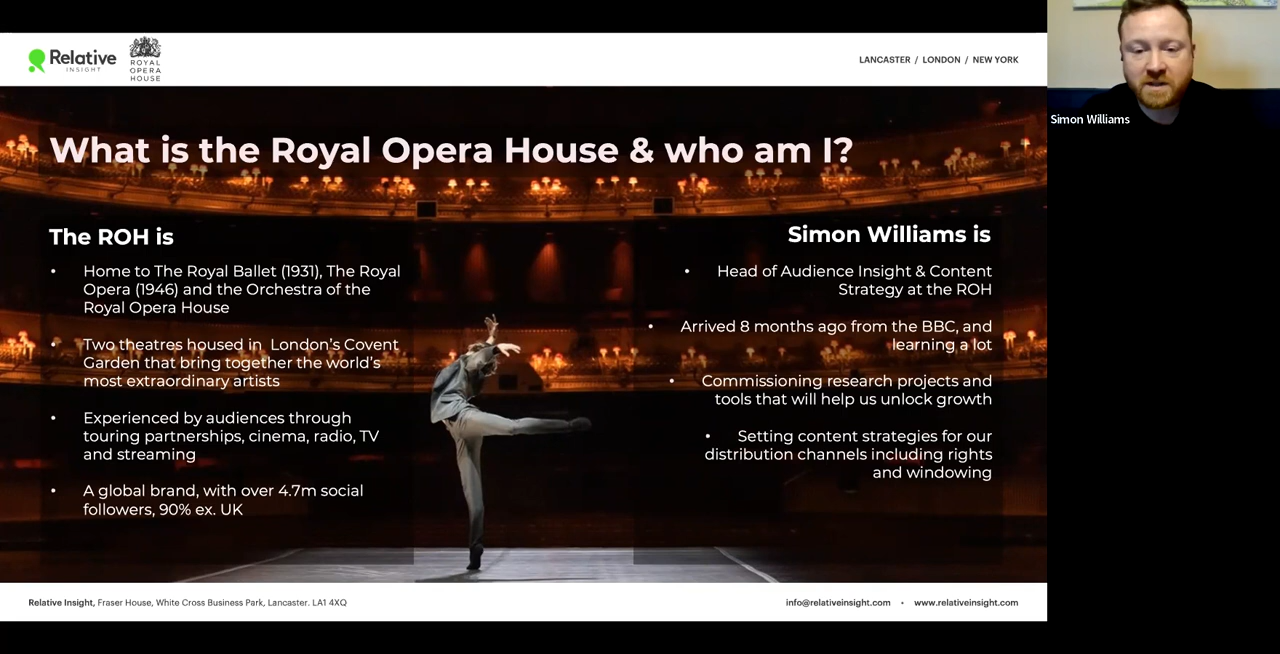 Relative
INSIGHT
ROYAL
OPERA
HOUSE
LANCASTER / LONDON / NEW YORK
What is the Royal Opera House & who am I?
The ROH is
• Home to The Royal Ballet (1931), The Royal
Opera (1946) and the Orchestra of the
Royal Opera House
• Two theatres housed in London's Covent
Garden that bring together the world's
most extraordinary artists
• Experienced by audiences through
touring partnerships, cinema, radio, TV
and streaming
• A global brand, with over 4.7m social
followers, 90% ex. UK
Simon Williams is
• Head of Audience Insight & Content
Strategy at the ROH
• Arrived 8 months ago from the BBC, and
learning a lot
• Commissioning research projects and
tools that will help us unlock growth
• Setting content strategies for our
distribution channels including rights
and windowing
Simon Williams
Relative Insight, Fraser House, White Cross Business Park, Lancaster. LA1 4XQ
info@relativeinsight.com • www.relativeinsight.com